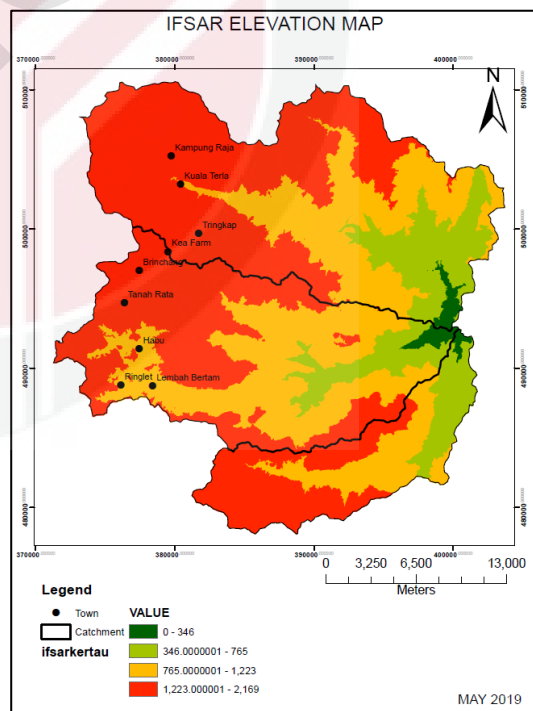 IFSAR ELEVATION MAP
370000 380000 390000 400000
N
510000 510000
Kampung Raja
Kuala Terla
500000 Tringkap 500000
Kea Farm
Brinchang
Tanah Rata
Habu
490000 490000
Ringlet Lembah Bertam
480000 480000
370000 380000 390000 400000
0 3,250 6,500 13,000
Meters
Legend
Town VALUE
Catchment 0 - 346
ifsarkertau 346.0000001 - 765
765.0000001 - 1,223
1,223.000001 - 2,169
MAY 2019